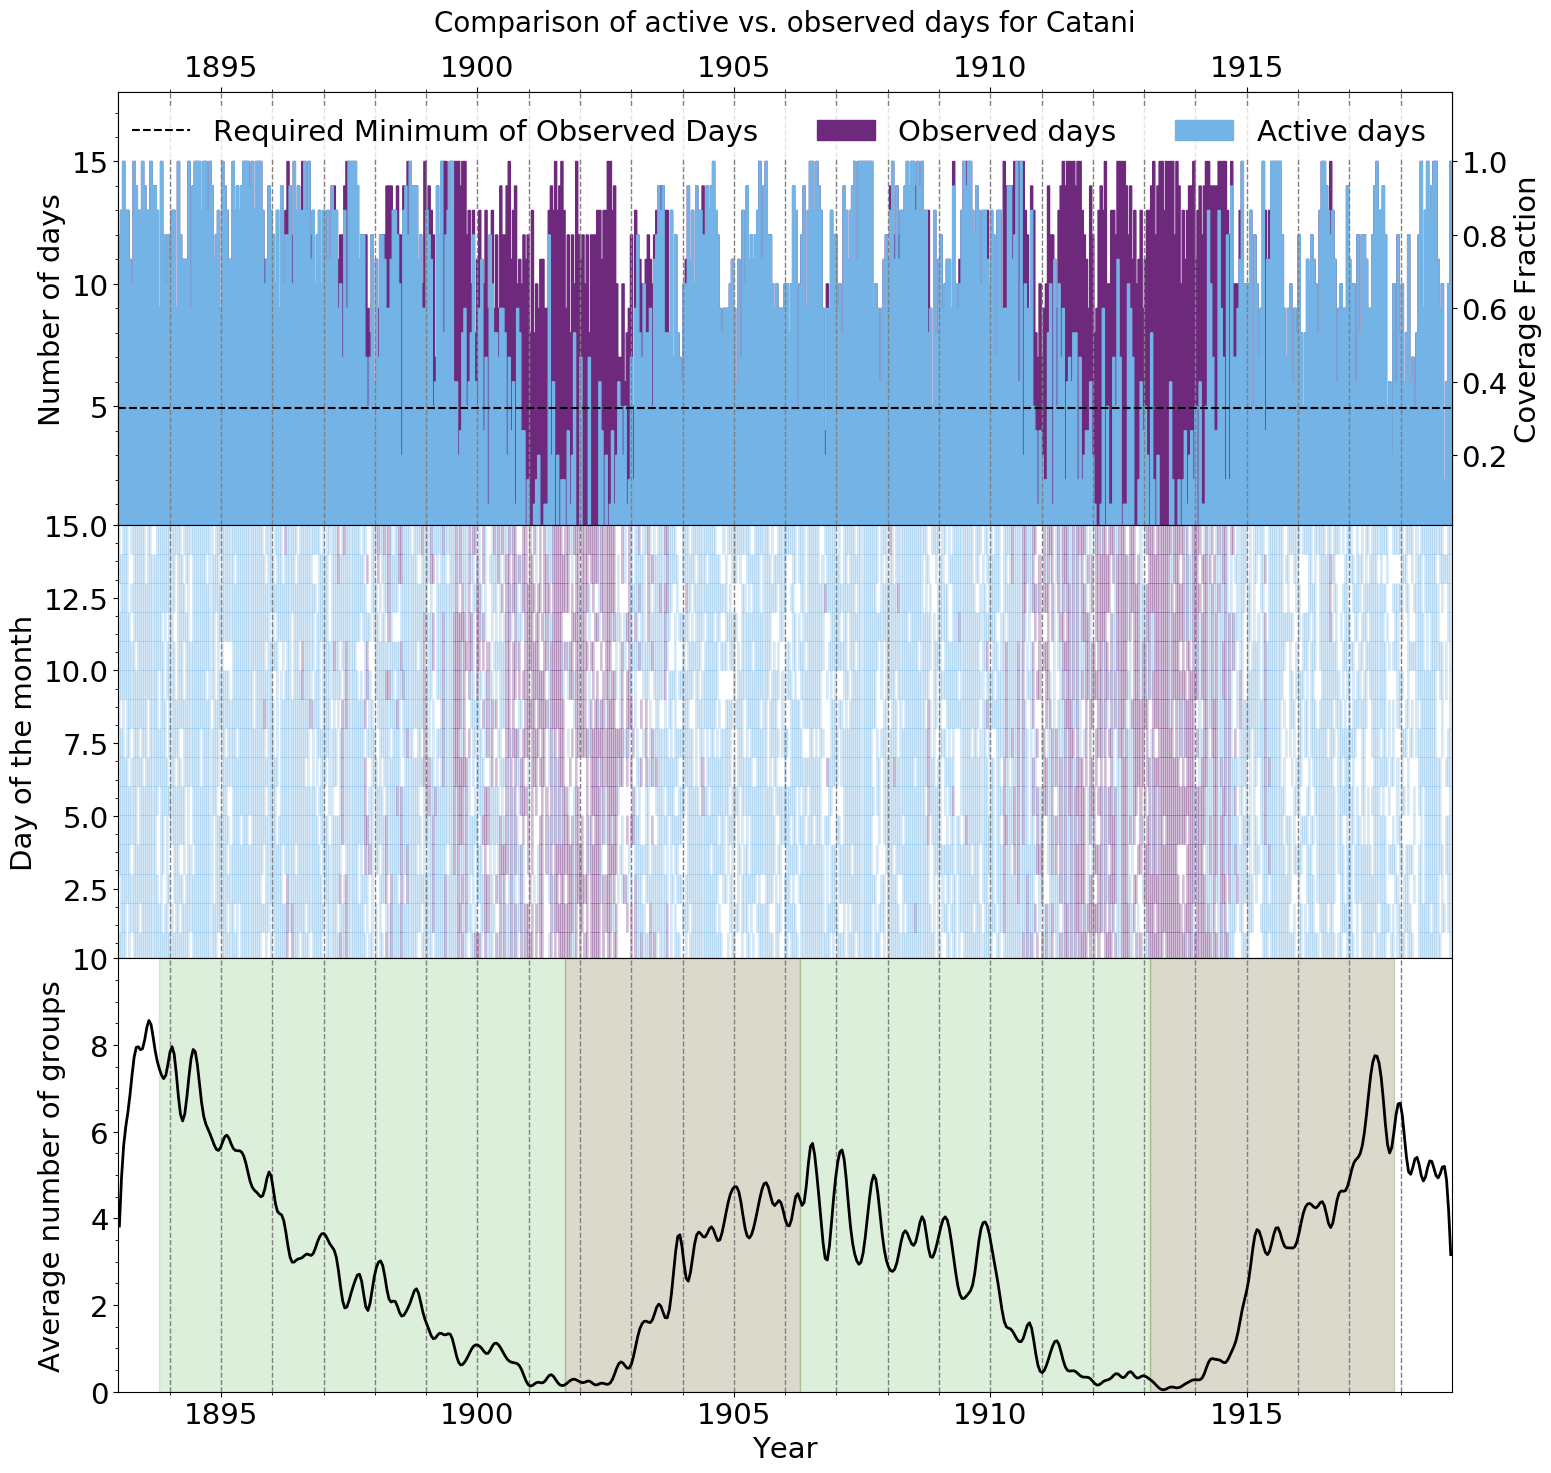 Comparison of active vs. observed days for Catani
1895 1900 1905 1910 1915
Required Minimum of Observed Days Observed days Active days
Number of days
15
10
5
Coverage Fraction
1.0
0.8
0.6
0.4
0.2
Day of the month
15.0
12.5
10.0
7.5
5.0
2.5
Average number of groups
10
8
6
4
2
0
1895 1900 1905 1910 1915
Year